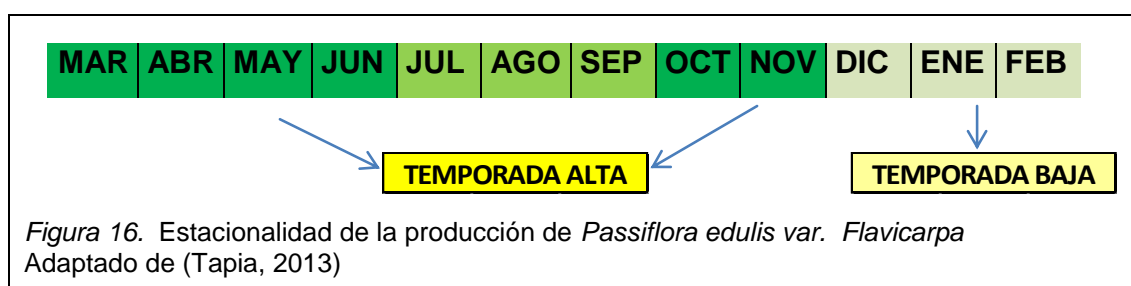 MAR ABR MAY JUN JUL AGO SEP OCT NOV DIC ENE FEB
TEMPORADA ALTA TEMPORADA BAJA
Figura 16. Estacionalidad de la producción de Passiflora edulis var. Flavicarpa
Adaptado de (Tapia, 2013)